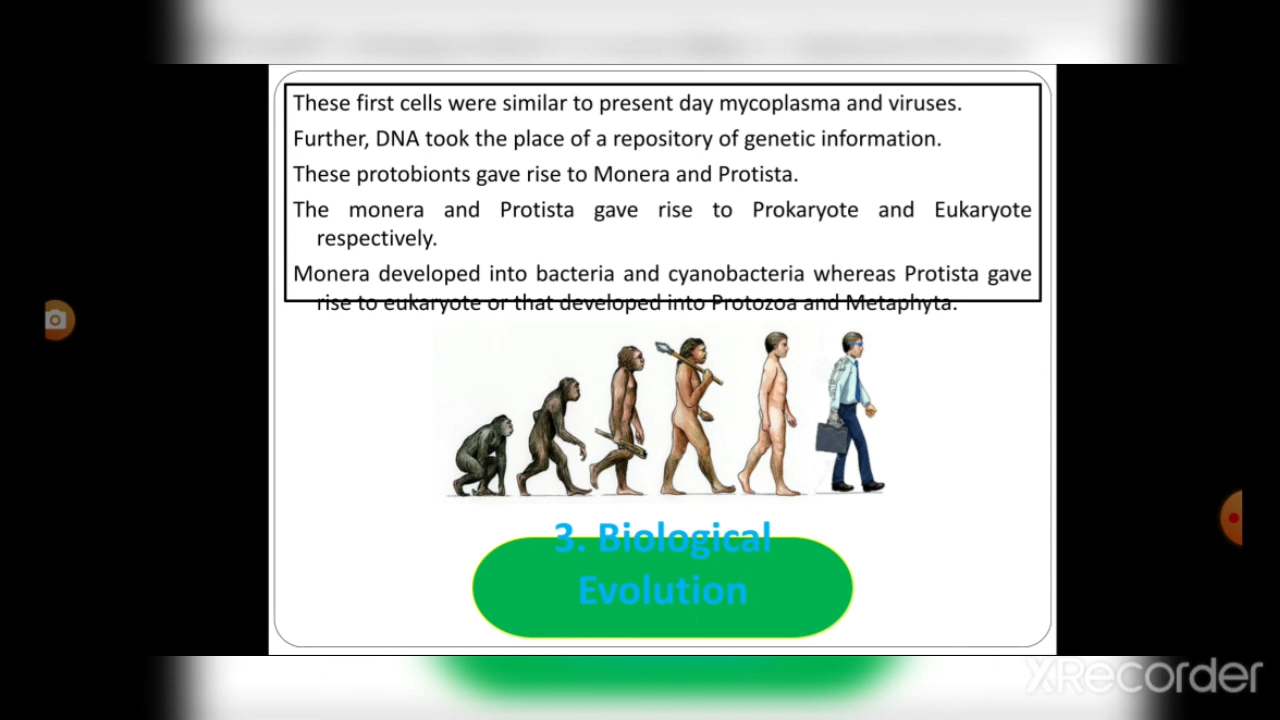 These first cells were similar to present day mycoplasma and viruses.
Further, DNA took the place of a repository of genetic information.
These protobionts gave rise to Monera and Protista.
The monera and Protista gave rise to Prokaryote and Eukaryote
respectively.
Monera developed into bacteria and cyanobacteria whereas Protista gave
rise to eukaryote or that developed into Protozoa and Metaphyta.
3. Biological
Evolution
XRecorder